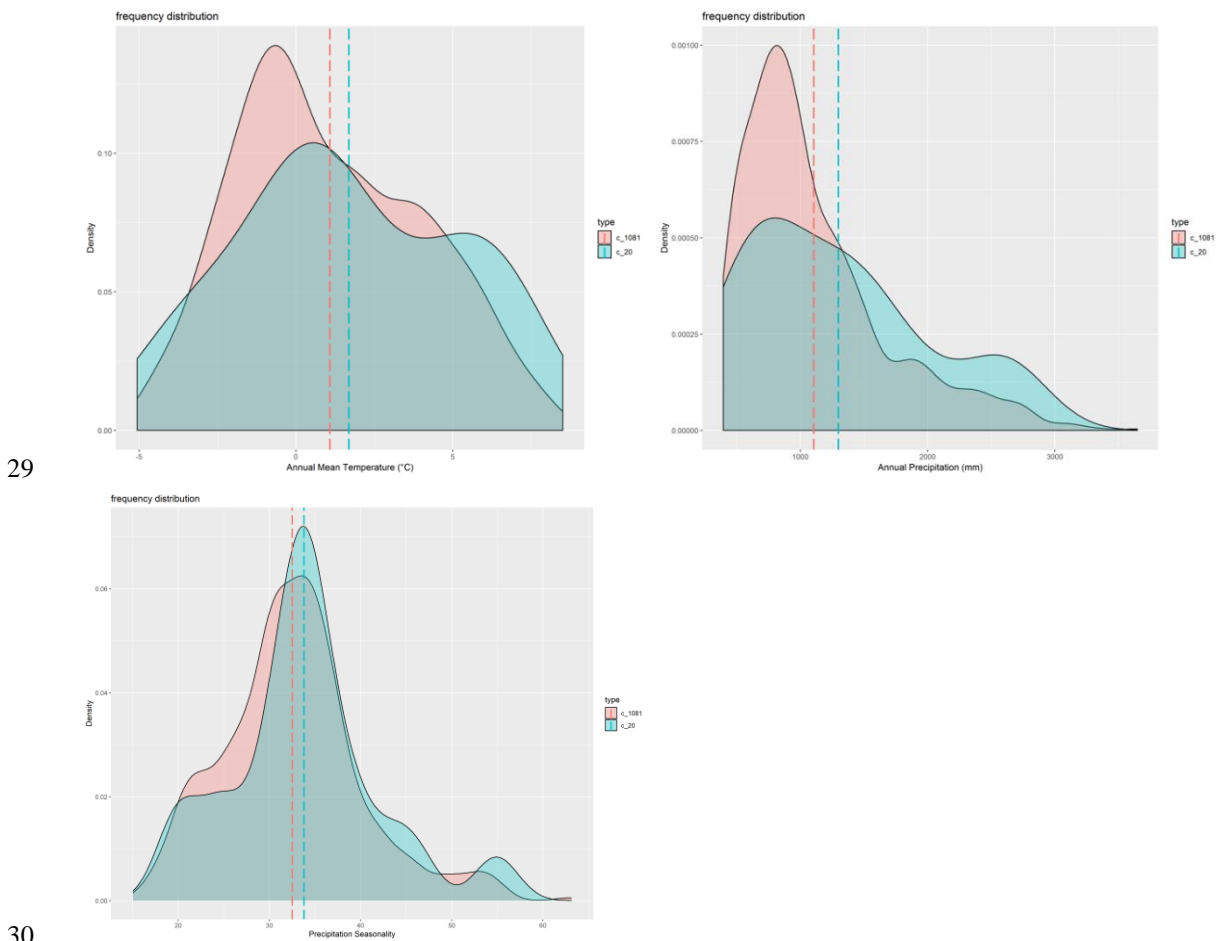 frequency distribution
0.10
0.05
0.00
-5
0
5
Density
Annual Mean Temperature (°C)
type
c_1081
c_20
frequency distribution
0.00100
0.00075
0.00050
0.00025
0.00000
1000
2000
3000
Density
Annual Precipitation (mm)
type
c_1081
c_20
29
frequency distribution
0.06
0.04
0.02
0.00
20
30
40
50
60
Density
Precipitation Seasonality
type
c_1081
c_20
30